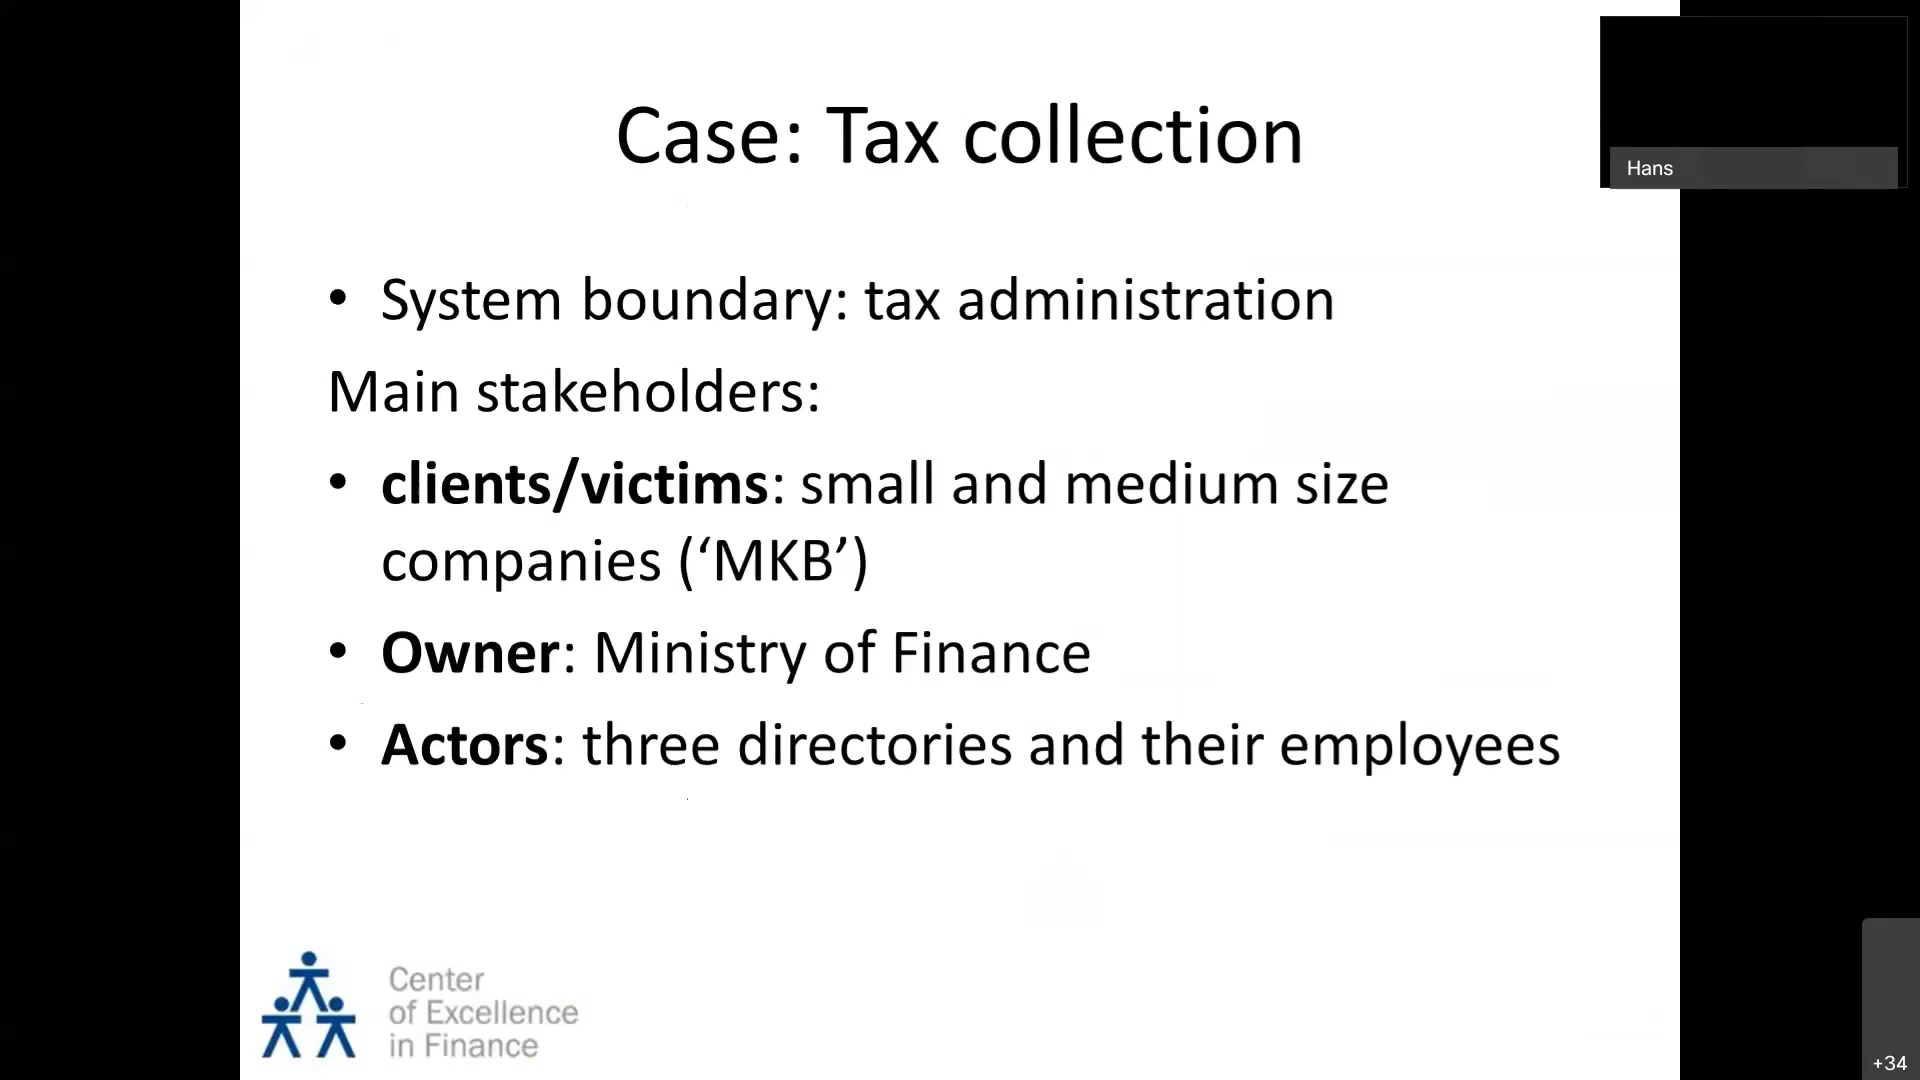 Case: Tax collection
Hans
• System boundary: tax administration
Main stakeholders:
• clients/victims: small and medium size
companies (‘MKB’)
• Owner: Ministry of Finance
• Actors: three directories and their employees
Center
of Excellence
in Finance
+34